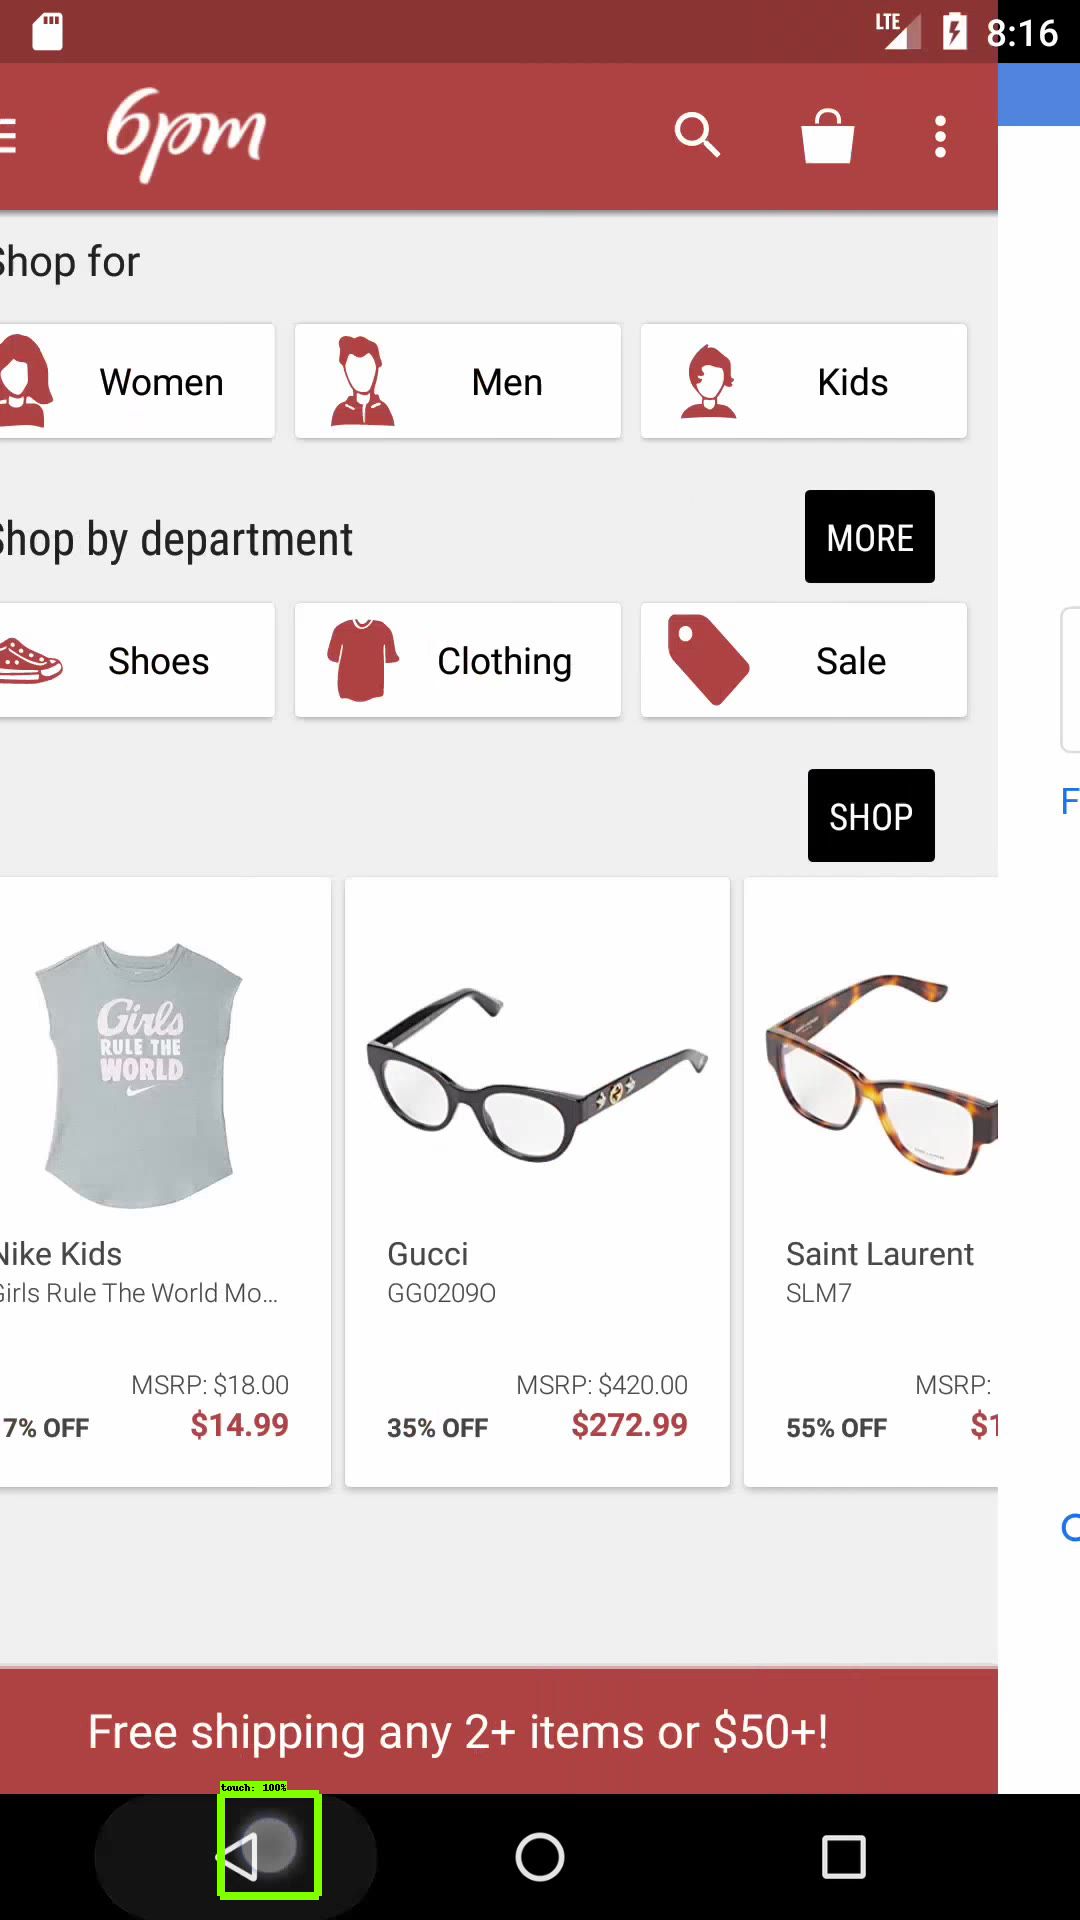 LTE 8:16
6pm
Shop for
Women Men Kids
Shop by department MORE
Shoes Clothing Sale
SHOP
Girls
RULE THE
WORLD
Nike Kids
Girls Rule The World Mo...
MSRP: $18.00
7% OFF $14.99
Gucci
GG0209O
MSRP: $420.00
35% OFF $272.99
Saint Laurent
SLM7
MSRP:
55% OFF $1
F
Free shipping any 2+ items or $50+!
touch: 100%